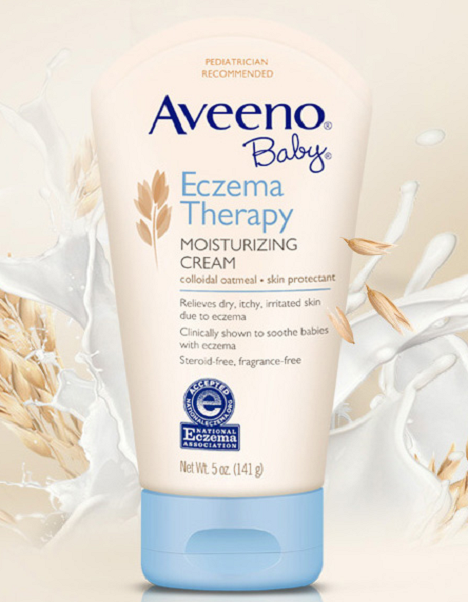 PEDIATRICIAN
RECOMMENDED
Aveeno®
Baby®
Eczema
Therapy
MOISTURIZING
CREAM
colloidal oatmeal • skin protectant
Relieves dry, itchy, irritated skin
due to eczema
Clinically shown to soothe babies
with eczema
Steroid-free, fragrance-free
ACCEPTED
e
NATIONALECZEMA.ORG
NATIONAL
Eczema
ASSOCIATION
Net Wt. 5 oz. (141 g)